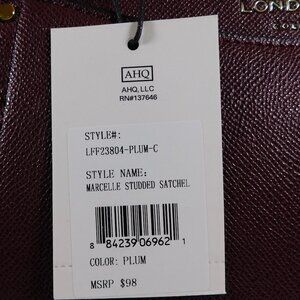 LONDO
AHQ
AHQ, LLC
RN#137646
STYLE#:
LFF23804-PLUM-C
STYLE NAME:
MARCELLE STUDDED SATCHEL
8 84239 06962 1
COLOR: PLUM
MSRP $98